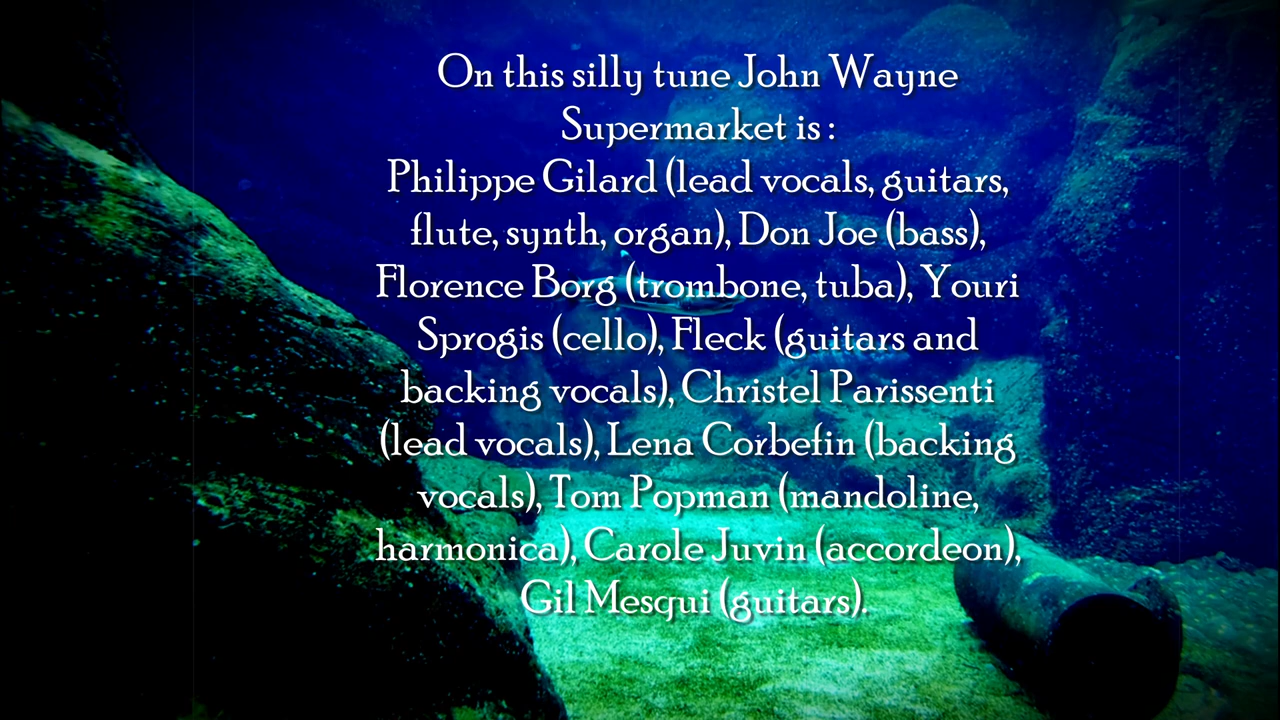 On this silly tune John Wayne
Supermarket is :
Philippe Gilard (lead vocals, guitars,
flute, synth, organ), Don Joe (bass),
Florence Borg (trombone, tuba), Youri
Sprogis (cello), Fleck (guitars and
backing vocals), Christel Parissenti
(lead vocals), Lena Corbefin (backing
vocals), Tom Popman (mandoline,
harmonica), Carole Juvin (accordeon),
Gil Mesqui (guitars).